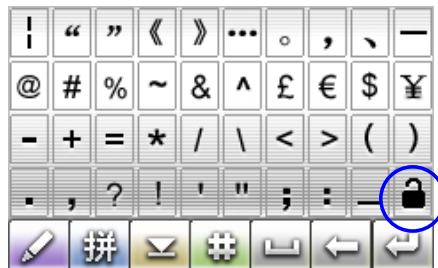 ¦ “ ” 《 》 … 。 , 、 —
@ # % ~ & ^ £ € $ ¥
- + = * / \ < > ( )
. , ? ! ' " ; : _
拼 #